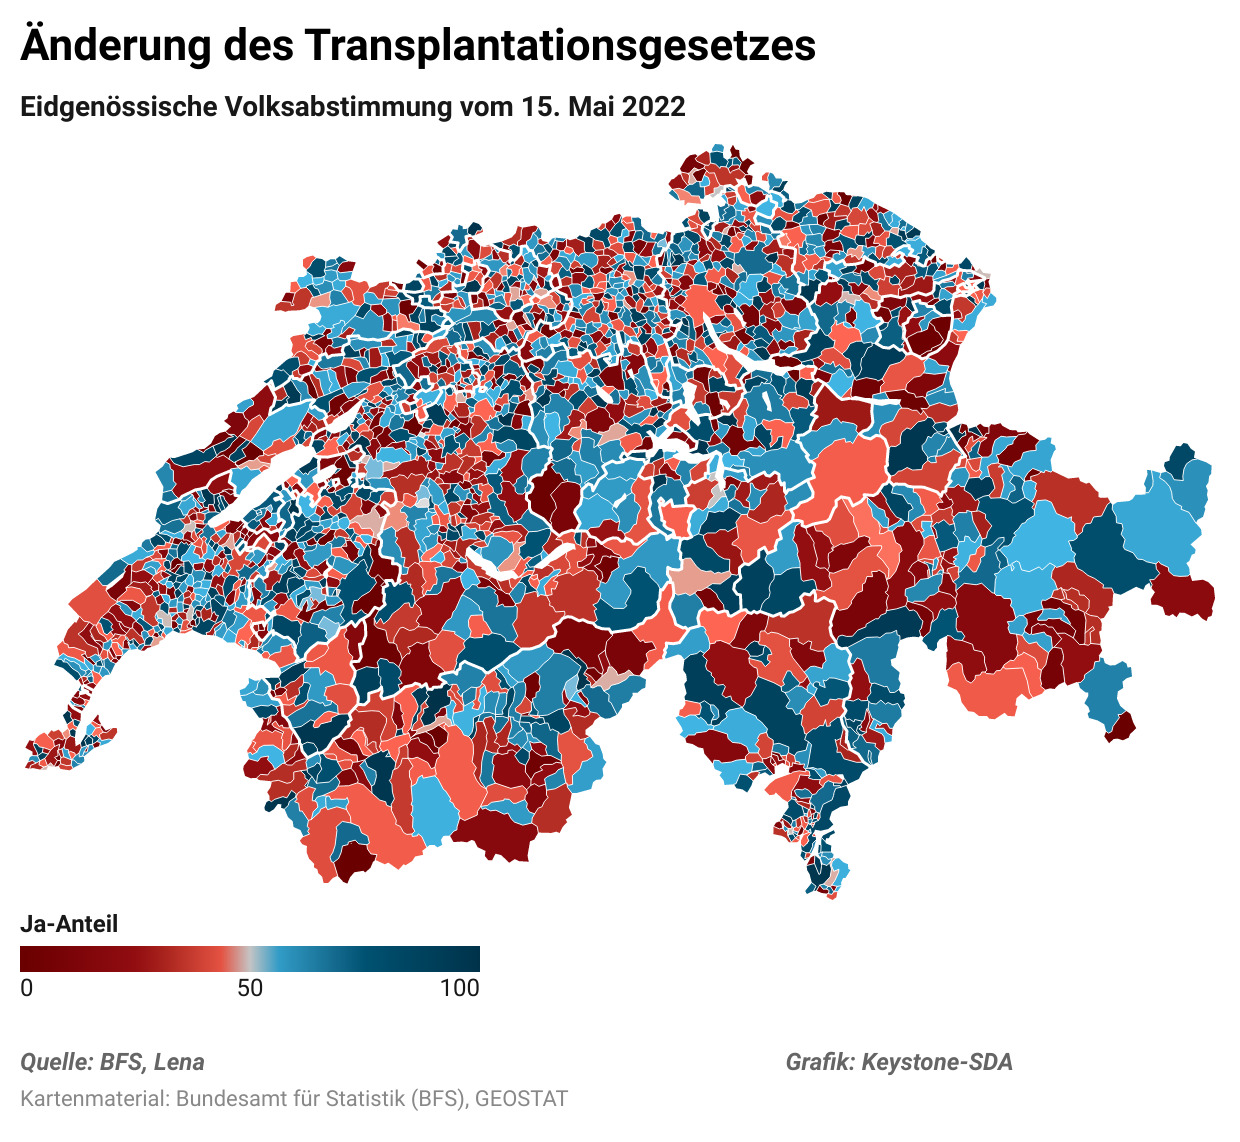 Änderung des Transplantationsgesetzes
Eidgenössische Volksabstimmung vom 15. Mai 2022
Ja-Anteil
0 50 100
Quelle: BFS, Lena Grafik: Keystone-SDA
Kartenmaterial: Bundesamt für Statistik (BFS), GEOSTAT